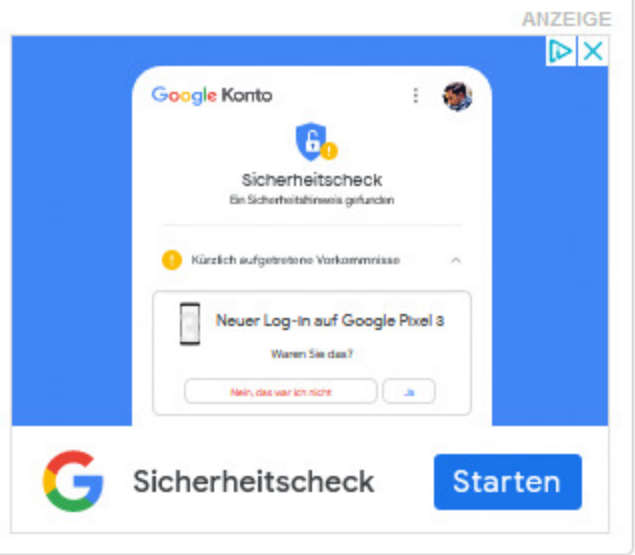 ANZEIGE
Google Konto
Sicherheitscheck
Ein Sicherheitshinweis gefunden
Kürzlich aufgetretene Vorkommnisse
Neuer Log-in auf Google Pixel 3
Waren Sie das?
Nein, das war ich nicht
Ja
Sicherheitscheck
Starten